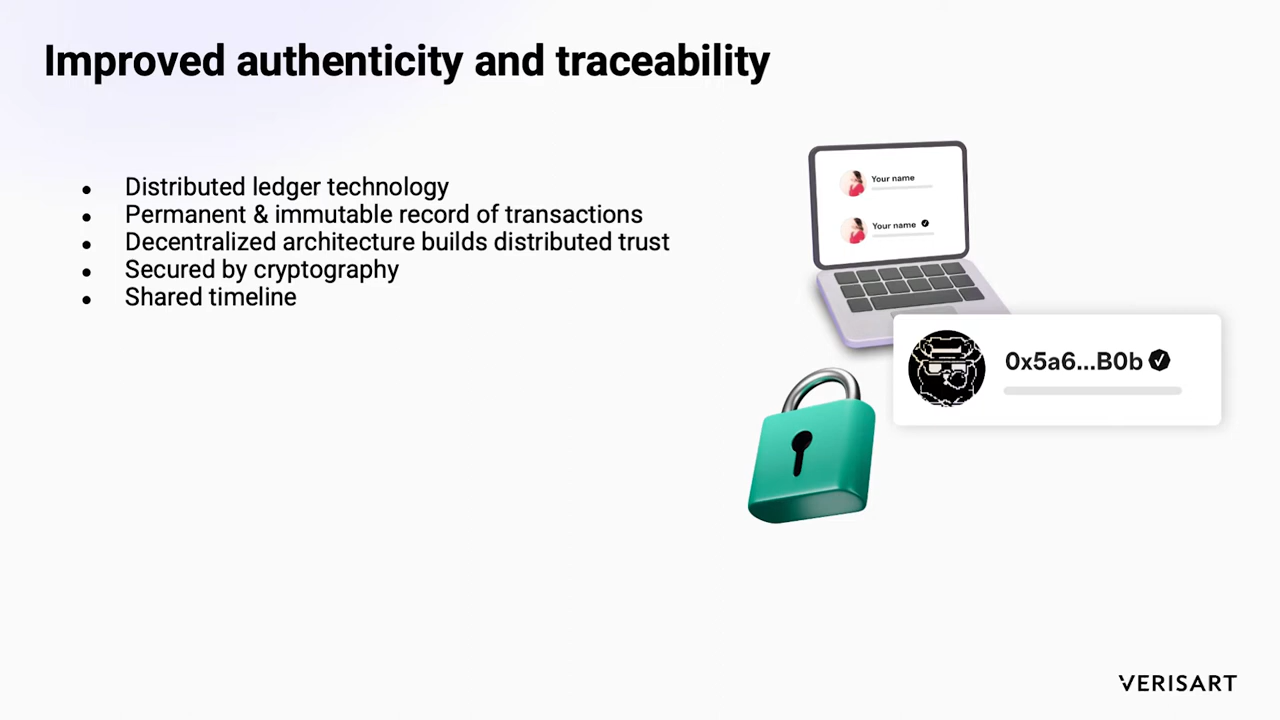 Improved authenticity and traceability
● Distributed ledger technology
● Permanent & immutable record of transactions
● Decentralized architecture builds distributed trust
● Secured by cryptography
● Shared timeline
Your name
Your name
0x5a6...B0b
VERISART